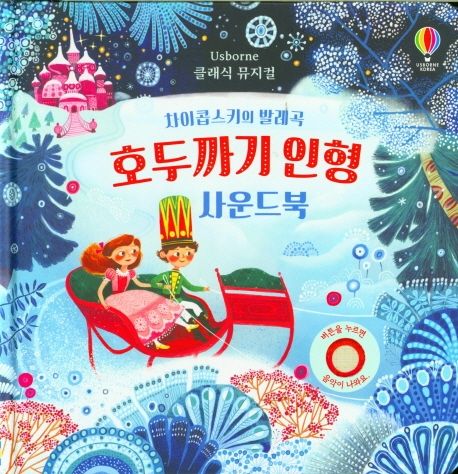 Usborne
클래식 뮤지컬
USBORNE
KOREA
차이콥스키의 발레곡
호두까기 인형
사운드북
버튼을 누르면
음악이 나와요